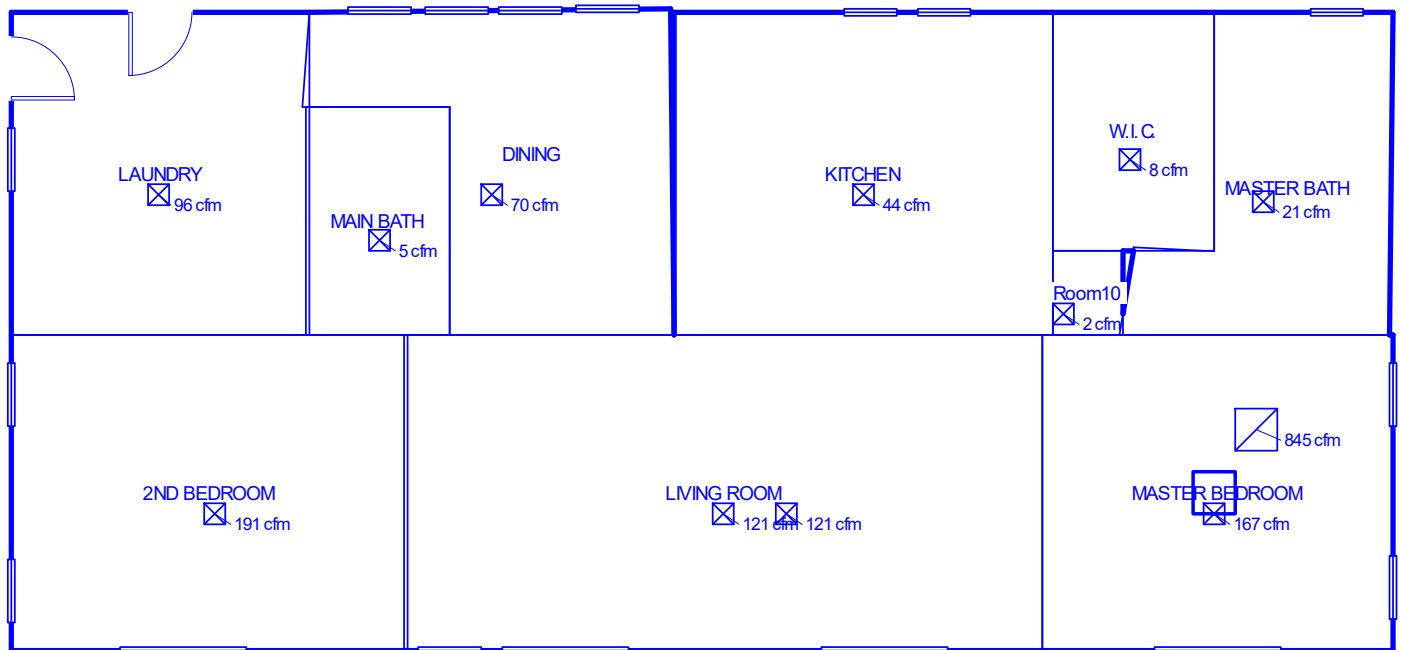 W.I.C.
8 cfm
DINING
70 cfm
LAUNDRY
96 cfm
KITCHEN
44 cfm
MASTER BATH
21 cfm
MAIN BATH
5 cfm
Room10
2 cfm
845 cfm
2ND BEDROOM
191 cfm
LIVING ROOM
121 cfm
121 cfm
MASTER BEDROOM
167 cfm